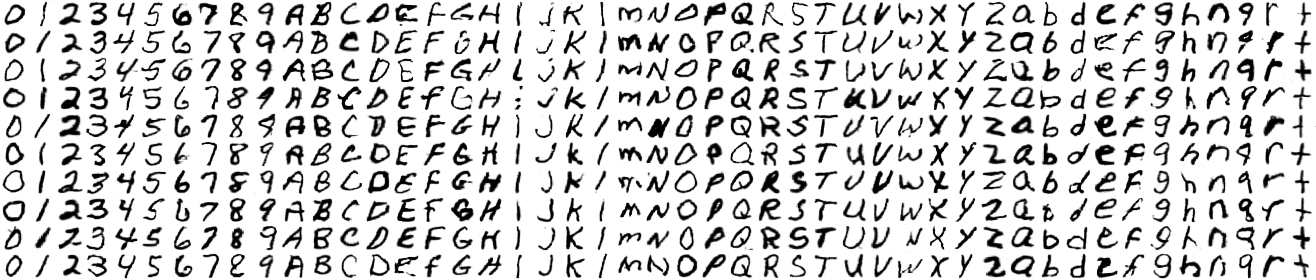 0 1 2 3 4 5 6 7 8 9 A B C D E F G H I J K l m N O P Q R S T U V W X Y Z a b d e f g h n q r t
0 1 2 3 4 5 6 7 8 9 A B C D E F G H I J K l m N O P Q R S T U V W X Y Z a b d e f g h n q r t
0 1 2 3 4 5 6 7 8 9 A B C D E F G H i J K l m N O P Q R S T U V W X Y Z a b d e f g h n q r t
0 1 2 3 4 5 6 7 8 9 A B C D E F G H i J K l m N O P Q R S T U V W X Y Z a b d e f g h n q r t
0 1 2 3 4 5 6 7 8 9 A B C D E F G H I J K l m N O P Q R S T U V W X Y Z a b d e f g h n q r t
0 1 2 3 4 5 6 7 8 9 A B C D E F G H I J K l m N O P Q R S T U V W X Y Z a b d e f g h n q r t
0 1 2 3 4 5 6 7 8 9 A B C D E F G H I J K l m N O P Q R S T U V W X Y Z a b d e f g h n q r t
0 1 2 3 4 5 6 7 8 9 A B C D E F G H I J K l m N O P Q R S T U V W X Y Z a b d e f g h n q r t
0 1 2 3 4 5 6 7 8 9 A B C D E F G H I J K l m N O P Q R S T U V W X Y Z a b d e f g h n q r t
0 1 2 3 4 5 6 7 8 9 A B C D E F G H I J K l m N O P Q R S T U V W X Y Z a b d e f g h n q r t